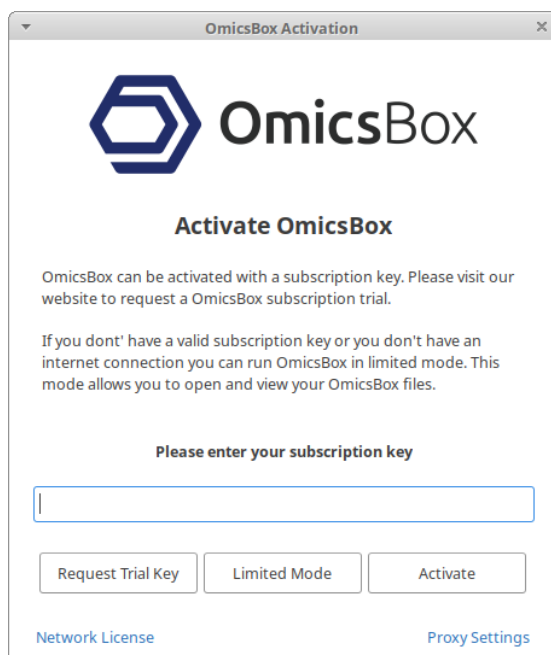 OmicsBox Activation
OmicsBox
Activate OmicsBox
OmicsBox can be activated with a subscription key. Please visit our
website to request a OmicsBox subscription trial.
If you dont' have a valid subscription key or you don't have an
internet connection you can run OmicsBox in limited mode. This
mode allows you to open and view your OmicsBox files.
Please enter your subscription key
Request Trial Key Limited Mode Activate
Network License Proxy Settings